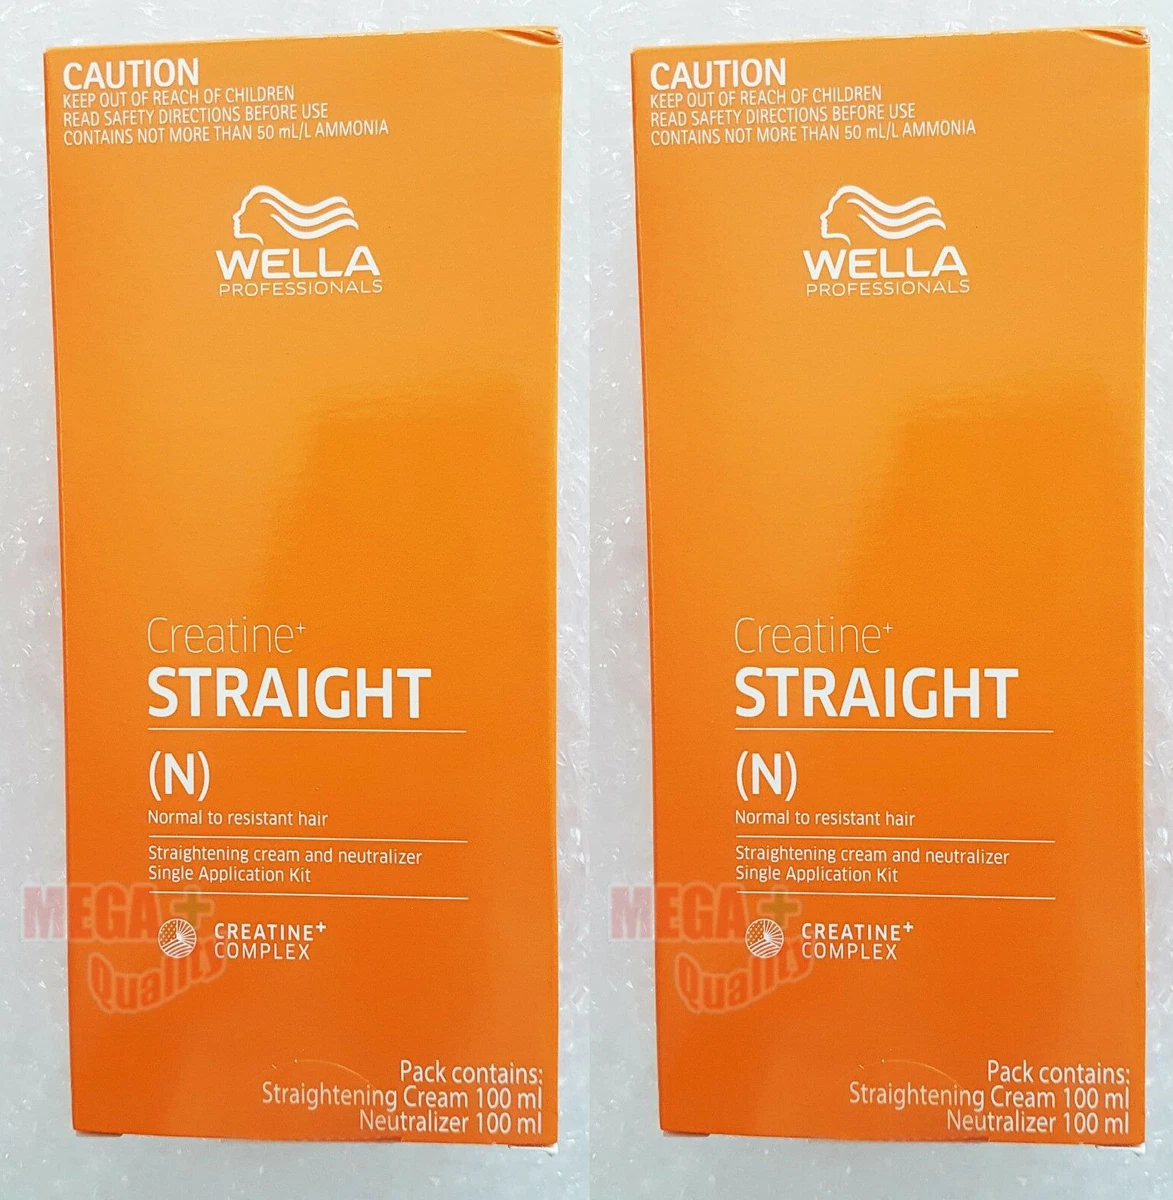 CAUTION
KEEP OUT OF REACH OF CHILDREN
READ SAFETY DIRECTIONS BEFORE USE
CONTAINS NOT MORE THAN 50 mL/L AMMONIA
WELLA
PROFESSIONALS
Creatine+
STRAIGHT
(N)
Normal to resistant hair
Straightening cream and neutralizer
Single Application Kit
MEGA+
Quality
CREATINE+
COMPLEX
Pack contains:
Straightening Cream 100 ml
Neutralizer 100 ml
CAUTION
KEEP OUT OF REACH OF CHILDREN
READ SAFETY DIRECTIONS BEFORE USE
CONTAINS NOT MORE THAN 50 mL/L AMMONIA
WELLA
PROFESSIONALS
Creatine+
STRAIGHT
(N)
Normal to resistant hair
Straightening cream and neutralizer
Single Application Kit
MEGA+
Quality
CREATINE+
COMPLEX
Pack contains:
Straightening Cream 100 ml
Neutralizer 100 ml